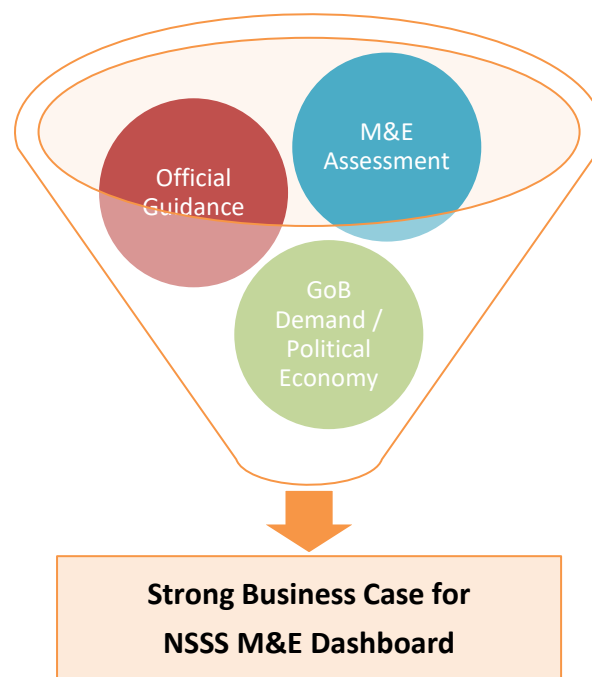 M&E
Assessment
Official
Guidance
GoB
Demand /
Political
Economy
Strong Business Case for
NSSS M&E Dashboard